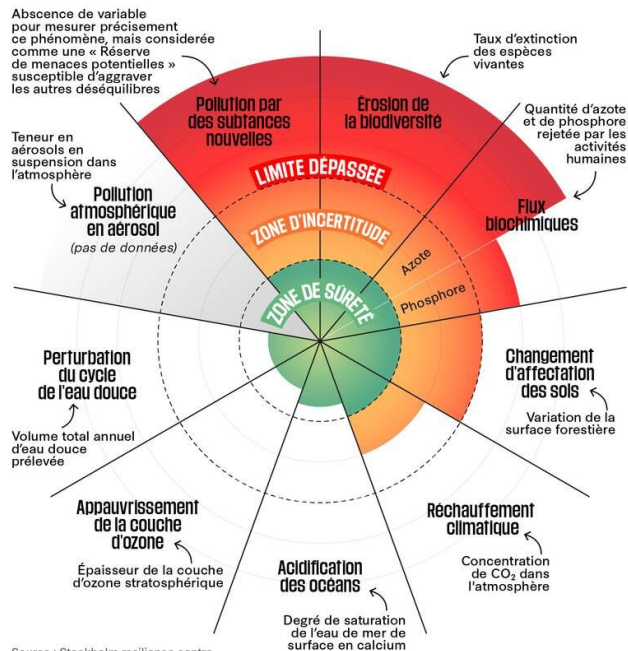 Absence de variable
pour mesurer précisement
ce phénomène, mais considérée
comme une « Réserve
de menaces potentielles »
susceptible d'aggraver
les autres déséquilibres
Pollution par
des subtances
nouvelles
Érosion de
la biodiversité
Taux d'extinction
des espèces
vivantes
Quantité d'azote
et de phosphore
rejetée par les
activités
humaines
Flux
biochimiques
Teneur en
aérosols en
suspension dans
l'atmosphère
Pollution
atmosphérique
en aérosol
(pas de données)
LIMITE DÉPASSÉE
ZONE D'INCERTITUDE
ZONE DE SÛRETÉ
Azote
Phosphore
Perturbation
du cycle
de l'eau douce
Volume total annuel
d'eau douce
prélevée
Changement
d'affectation
des sols
Variation de la
surface forestière
Appauvrissement
de la couche
d'ozone
Épaisseur de la couche
d'ozone stratosphérique
Réchauffement
climatique
Concentration
de CO₂ dans
l'atmosphère
Acidification
des océans
Degré de saturation
de l'eau de mer de
surface en calcium